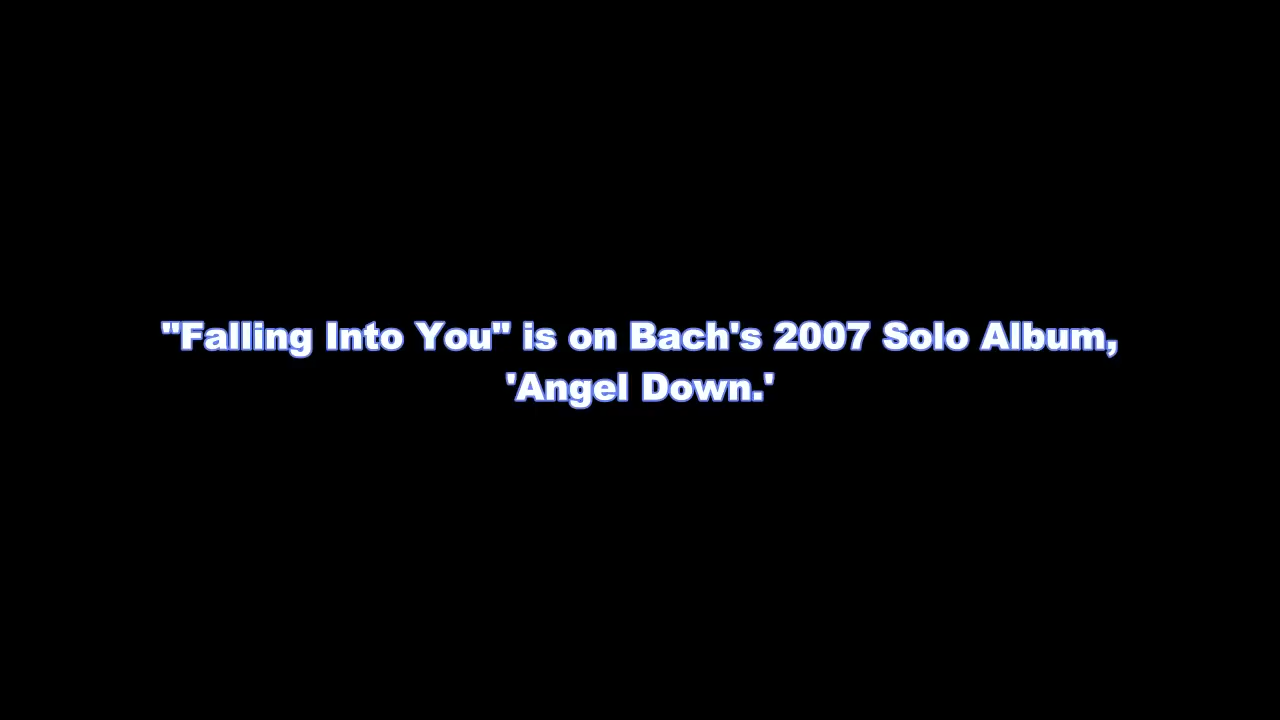 "Falling Into You" is on Bach's 2007 Solo Album,
'Angel Down.'